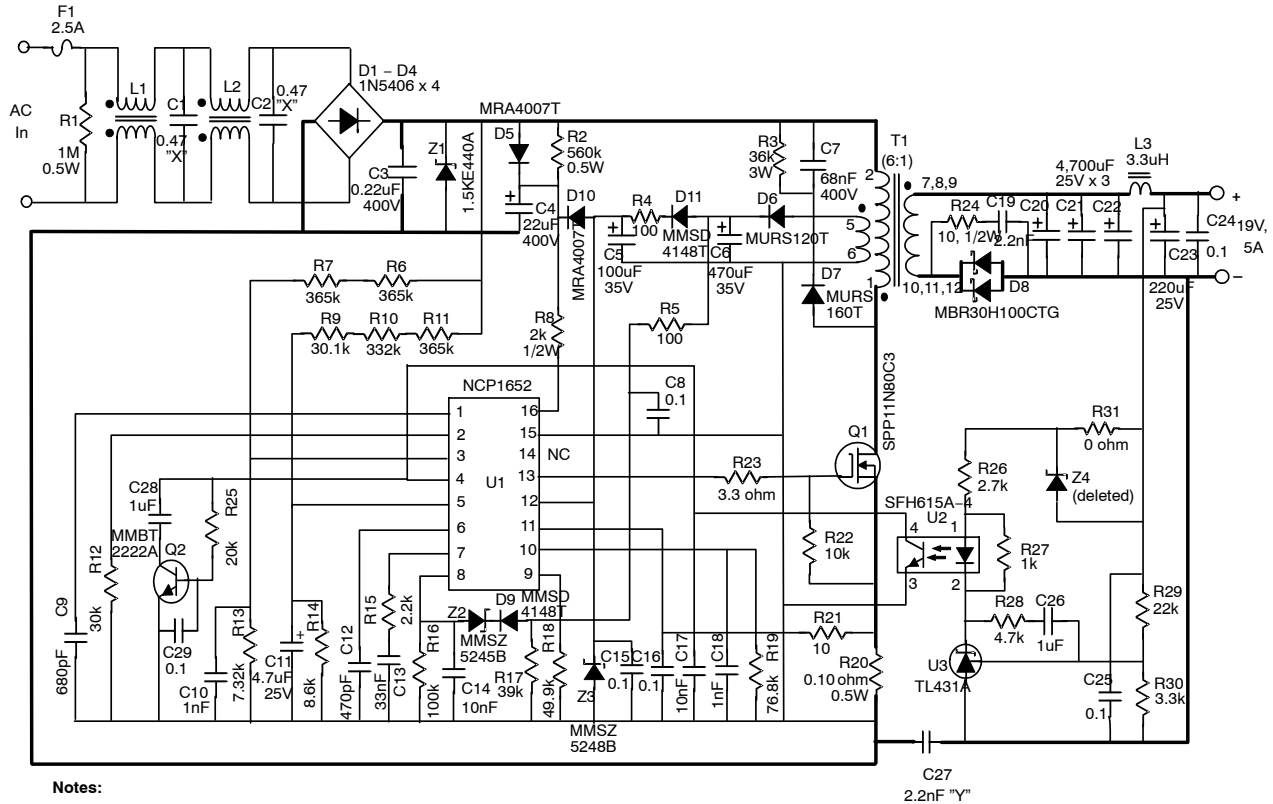 F1
2.5A
AC
In
R1
1M
0.5W
L1
C1
0.47
"X"
L2
C2
0.47
"X"
D1 – D4
1N5406 x 4
C3
0.22uF
400V
Z1
1.5KE440A
MRA4007T
D5
R2
560k
0.5W
C4
22uF
400V
D10
MRA4007
R4
100
D11
MMSD
4148T
C5
100uF
35V
C6
470uF
35V
D6
MURS120T
R3
36k
3W
C7
68nF
400V
D7
MURS
160T
T1
(6:1)
2
5
6
1
7,8,9
10,11,12
R24
10, 1/2W
C19
2.2nF
C20
4,700uF
25V x 3
C21
C22
L3
3.3uH
C23
220uF
25V
C24
0.1
+
19V,
5A
–
D8
MBR30H100CTG
R7
365k
R6
365k
R9
30.1k
R10
332k
R11
365k
R8
2k
1/2W
R5
100
C8
0.1
NCP1652
U1
1
2
3
4
5
6
7
8
16
15
14
13
12
11
10
9
NC
R23
3.3 ohm
Q1
SPP11N80C3
R22
10k
SFH615A–4
U2
4
3
1
2
R26
2.7k
R27
1k
R31
0 ohm
Z4
(deleted)
R28
4.7k
C26
1uF
R29
22k
R30
3.3k
C25
0.1
U3
TL431A
C28
1uF
R25
20k
MMBT
2222A
Q2
R12
30k
C9
680pF
C29
0.1
C10
1nF
R13
7.32k
C11
4.7uF
25V
R14
8.6k
C12
470pF
R15
2.2k
C13
33nF
R16
100k
Z2
MMSZ
5245B
D9
MMSD
4148T
C14
10nF
R17
39k
R18
49.9k
Z3
MMSZ
5248B
C15
0.1
C16
0.1
C17
10nF
C18
1nF
R19
76.8k
R21
10
R20
0.10
ohm
0.5W
C27
2.2nF "Y"
Notes: